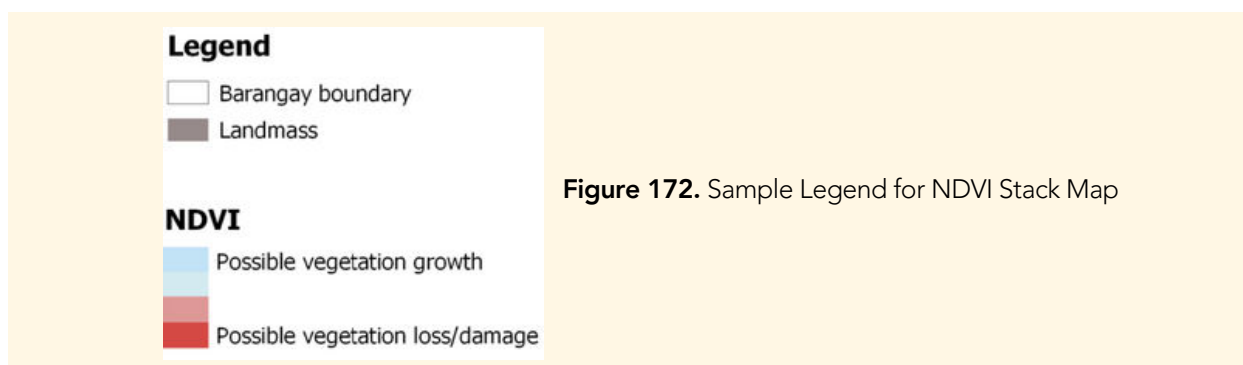 Legend
Barangay boundary
Landmass
NDVI
Possible vegetation growth
Possible vegetation loss/damage
Figure 172. Sample Legend for NDVI Stack Map